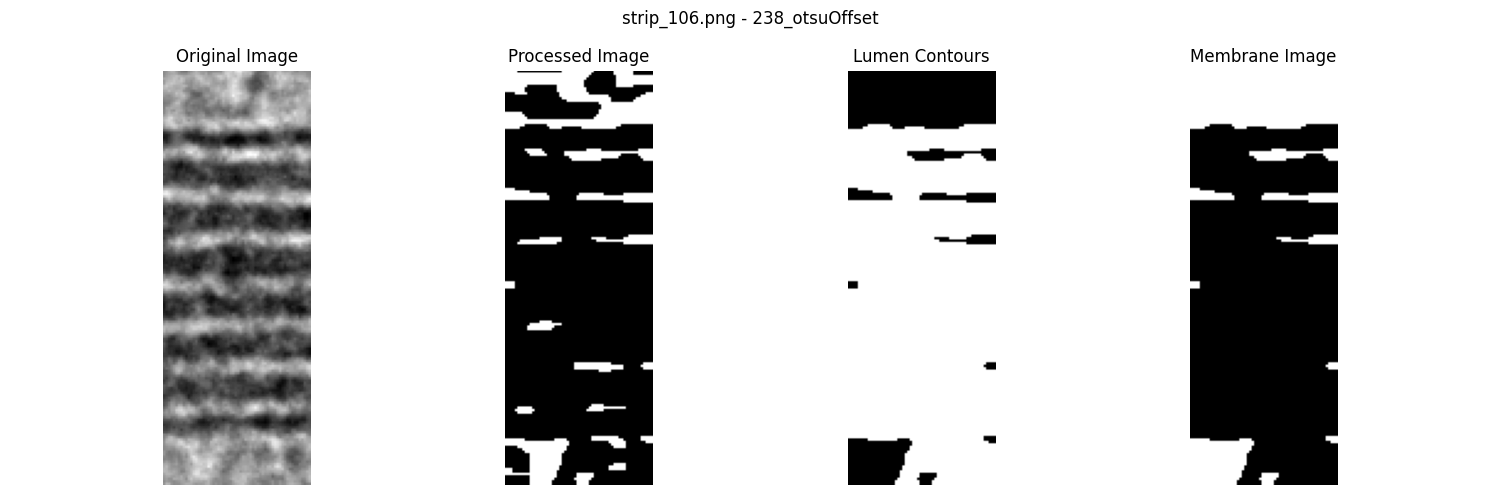 strip_106.png - 238_otsuOffset
Original Image
Processed Image
Lumen Contours
Membrane Image